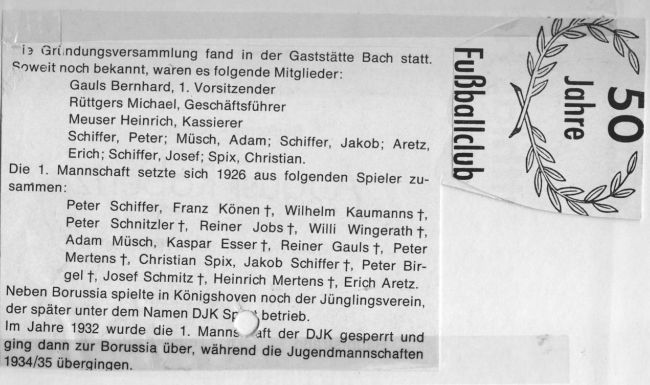 Die Gründungsversammlung fand in der Gaststätte Bach statt.
Soweit noch bekannt, waren es folgende Mitglieder:
Gauls Bernhard, 1. Vorsitzender
Rüttgers Michael, Geschäftsführer
Meuser Heinrich, Kassierer
Schiffer, Peter; Müsch, Adam; Schiffer, Jakob; Aretz,
Erich; Schiffer, Josef; Spix, Christian.
Die 1. Mannschaft setzte sich 1926 aus folgenden Spieler zu-
sammen:
Peter Schiffer, Franz Könen †, Wilhelm Kaumanns †,
Peter Schnitzler †, Reiner Jobs †, Willi Wingerath †,
Adam Müsch, Kaspar Esser †, Reiner Gauls †, Peter
Mertens †, Christian Spix, Jakob Schiffer †, Peter Bir-
gel †, Josef Schmitz †, Heinrich Mertens †, Erich Aretz.
Neben Borussia spielte in Königshoven noch der Jünglingsverein,
der später unter dem Namen DJK Sport betrieb.
Im Jahre 1932 wurde die 1. Mannschaft der DJK gesperrt und
ging dann zur Borussia über, während die Jugendmannschaften
1934/35 übergingen.
50
Jahre
Fußballclub